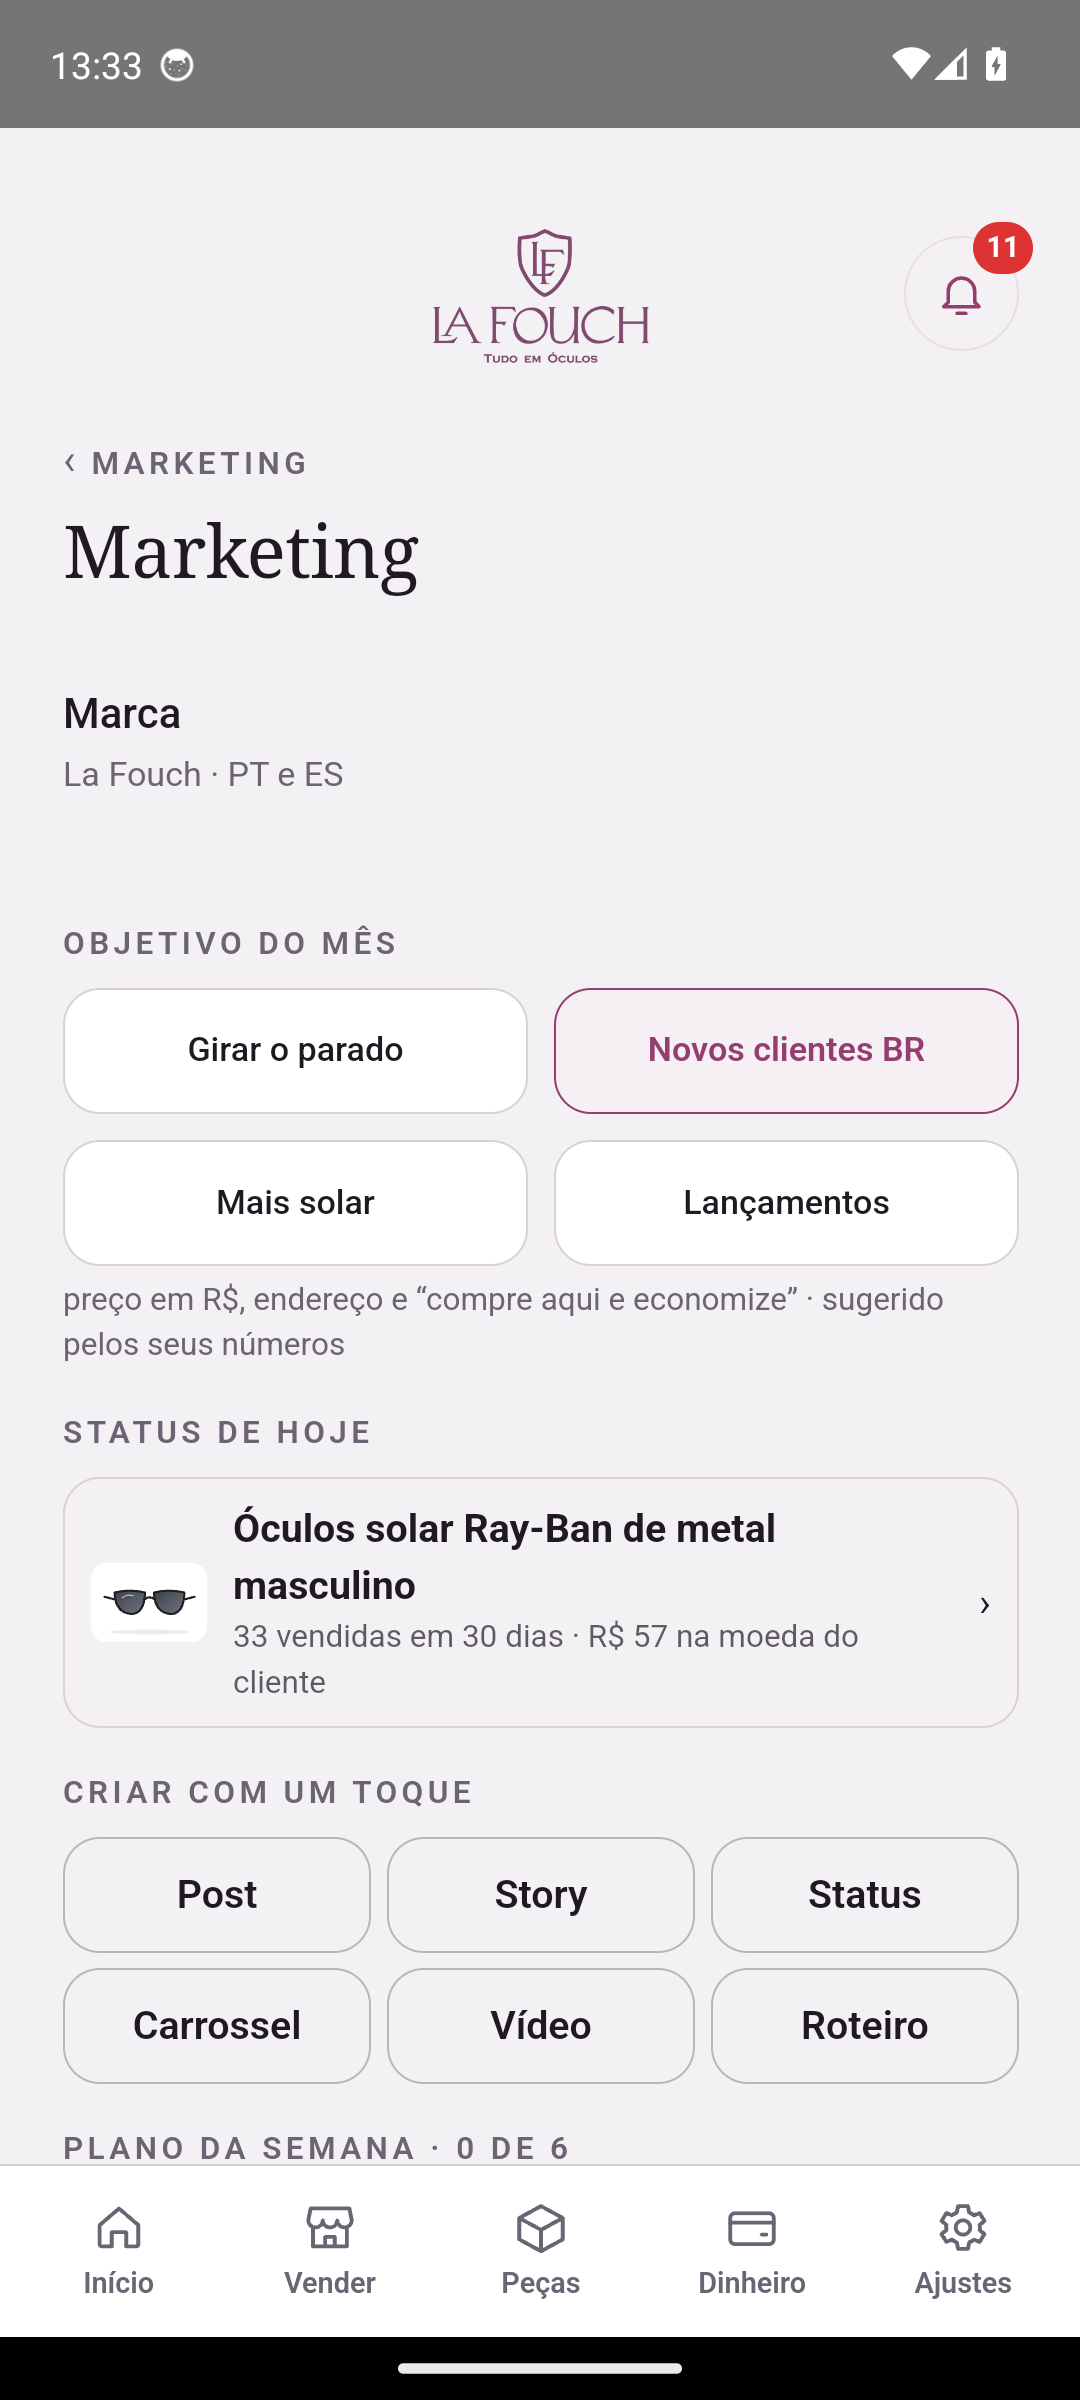 13:33
11
LF
LA FOUCH
TUDO EM ÓCULOS
‹ MARKETING
Marketing
Marca
La Fouch · PT e ES
OBJETIVO DO MÊS
Girar o parado
Novos clientes BR
Mais solar
Lançamentos
preço em R$, endereço e “compre aqui e economize” · sugerido
pelos seus números
STATUS DE HOJE
Óculos solar Ray-Ban de metal
masculino
33 vendidas em 30 dias · R$ 57 na moeda do
cliente
›
CRIAR COM UM TOQUE
Post
Story
Status
Carrossel
Vídeo
Roteiro
PLANO DA SEMANA · 0 DE 6
Início
Vender
Peças
Dinheiro
Ajustes